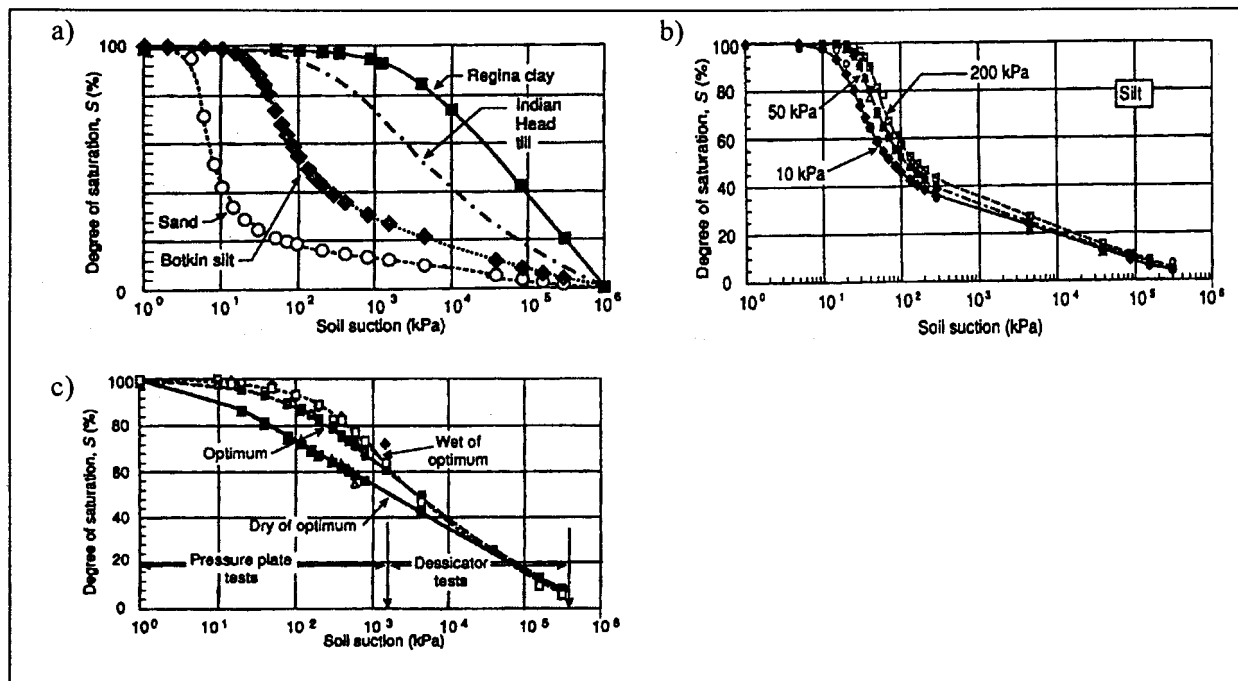 a)
100
80
60
40
20
0
Degree of saturation, S (%)
Regina clay
Indian
Head
till
Sand
Botkin silt
10⁰ 10¹ 10² 10³ 10⁴ 10⁵ 10⁶
Soil suction (kPa)
b)
100
80
60
40
20
0
Degree of saturation, S (%)
200 kPa
50 kPa
10 kPa
Silt
10⁰ 10¹ 10² 10³ 10⁴ 10⁵ 10⁶
Soil suction (kPa)
c)
100
80
60
40
20
0
Degree of saturation, S (%)
Optimum
Wet of
optimum
Dry of optimum
Pressure plate
tests
Dessicator
tests
10⁰ 10¹ 10² 10³ 10⁴ 10⁵ 10⁶
Soil suction (kPa)